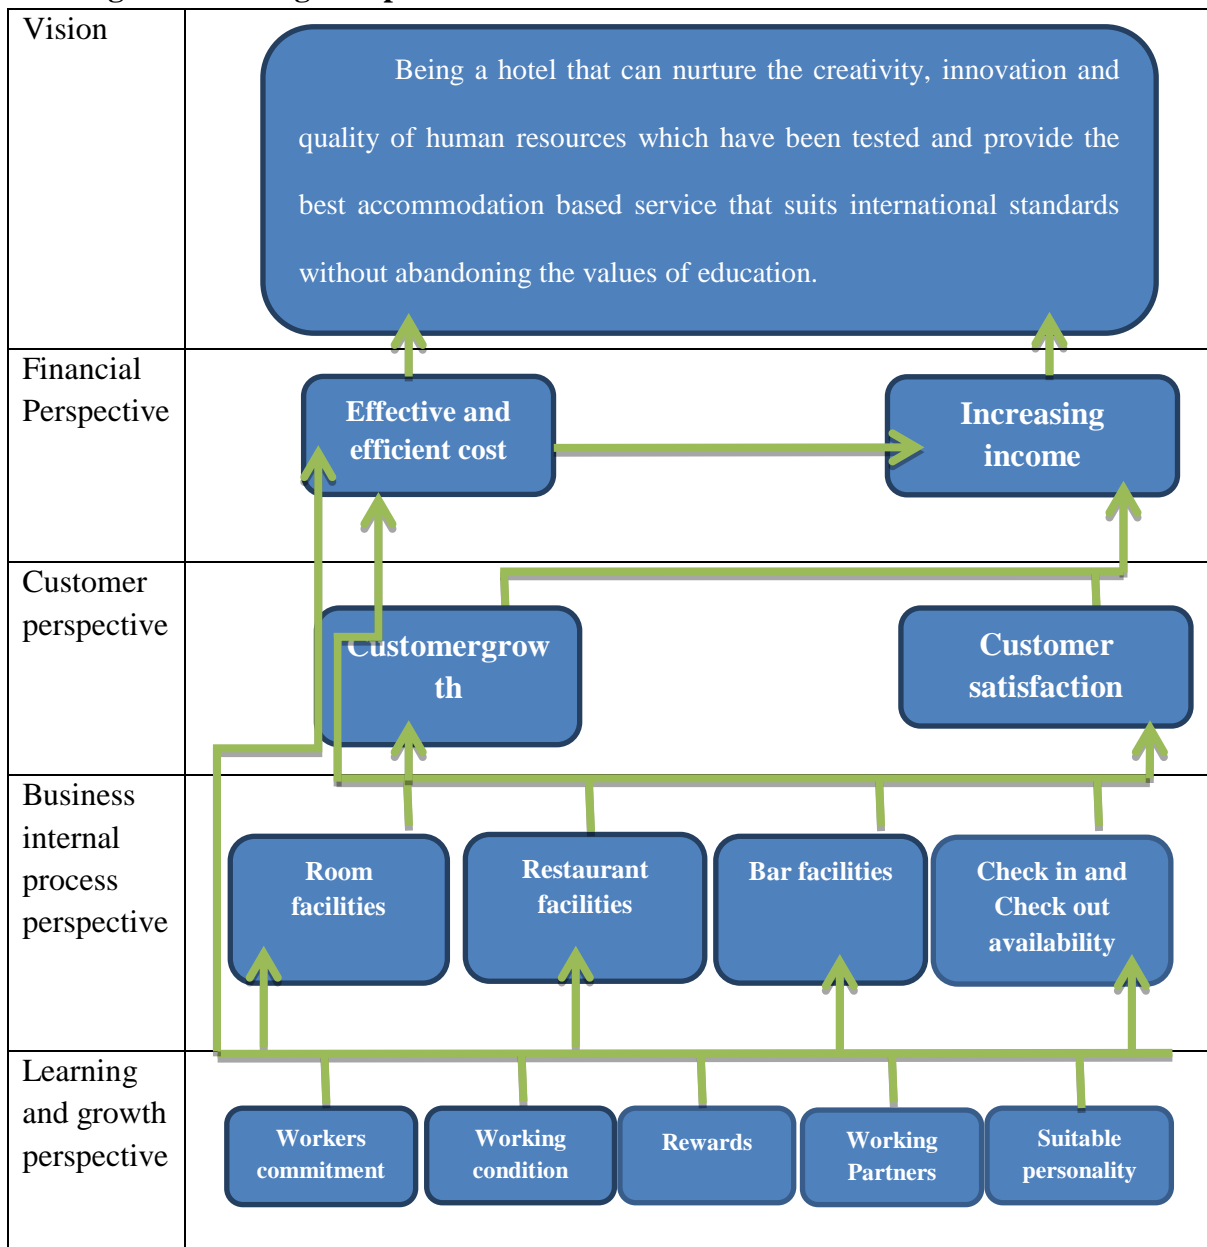 Vision
Being a hotel that can nurture the creativity, innovation and
quality of human resources which have been tested and provide the
best accommodation based service that suits international standards
without abandoning the values of education.
Financial
Perspective
Effective and
efficient cost
Increasing
income
Customer
perspective
Customergrow
th
Customer
satisfaction
Business
internal
process
perspective
Room
facilities
Restaurant
facilities
Bar facilities
Check in and
Check out
availability
Learning
and growth
perspective
Workers
commitment
Working
condition
Rewards
Working
Partners
Suitable
personality